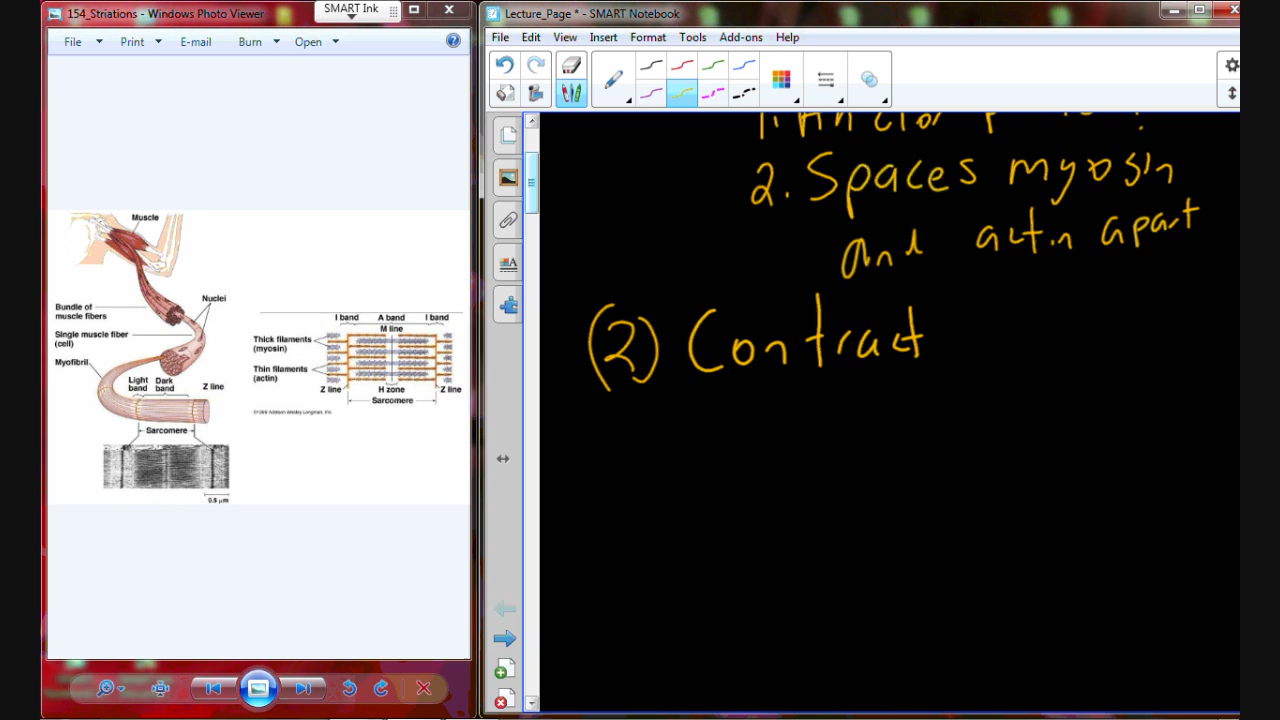 154_Striations - Windows Photo Viewer
SMART Ink
File Print E-mail Burn Open
Muscle
Nuclei
Bundle of
muscle fibers
Single muscle fiber
(cell)
Myofibril
Light
band
Dark
band
Z line
Sarcomere
0.5 μm
I band A band I band
M line
Thick filaments
(myosin)
Thin filaments
(actin)
Z line H zone Z line
Sarcomere
Lecture_Page * - SMART Notebook
File Edit View Insert Format Tools Add-ons Help
2. Spaces myosin
and actin apart
(2) Contract